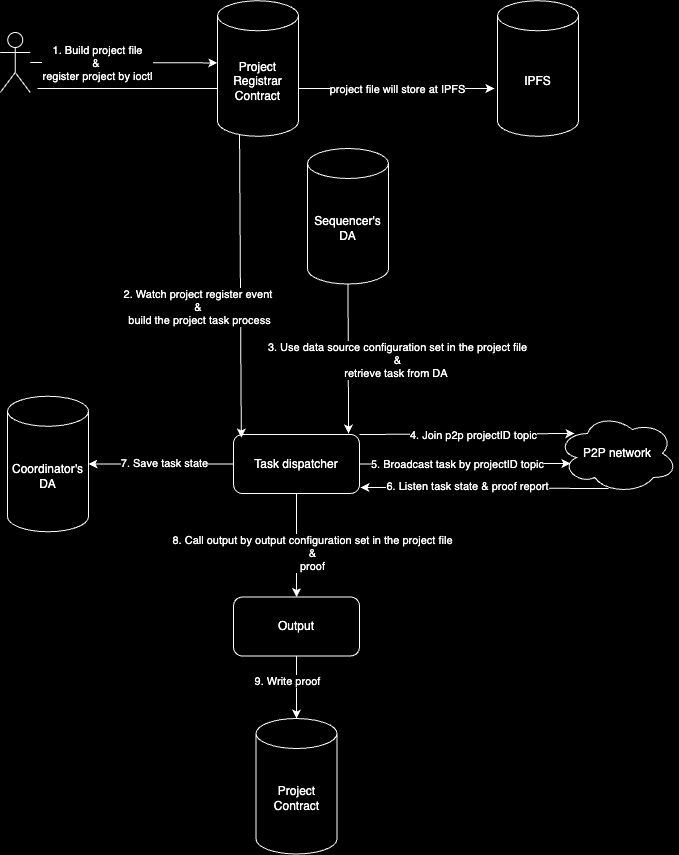 1. Build project file
&
register project by ioctl
Project
Registrar
Contract
project file will store at IPFS
IPFS
Sequencer's
DA
2. Watch project register event
&
build the project task process
3. Use data source configuration set in the project file
&
retrieve task from DA
Coordinator's
DA
7. Save task state
Task dispatcher
4. Join p2p projectID topic
5. Broadcast task by projectID topic
6. Listen task state & proof report
P2P network
8. Call output by output configuration set in the project file
&
proof
Output
9. Write proof
Project
Contract